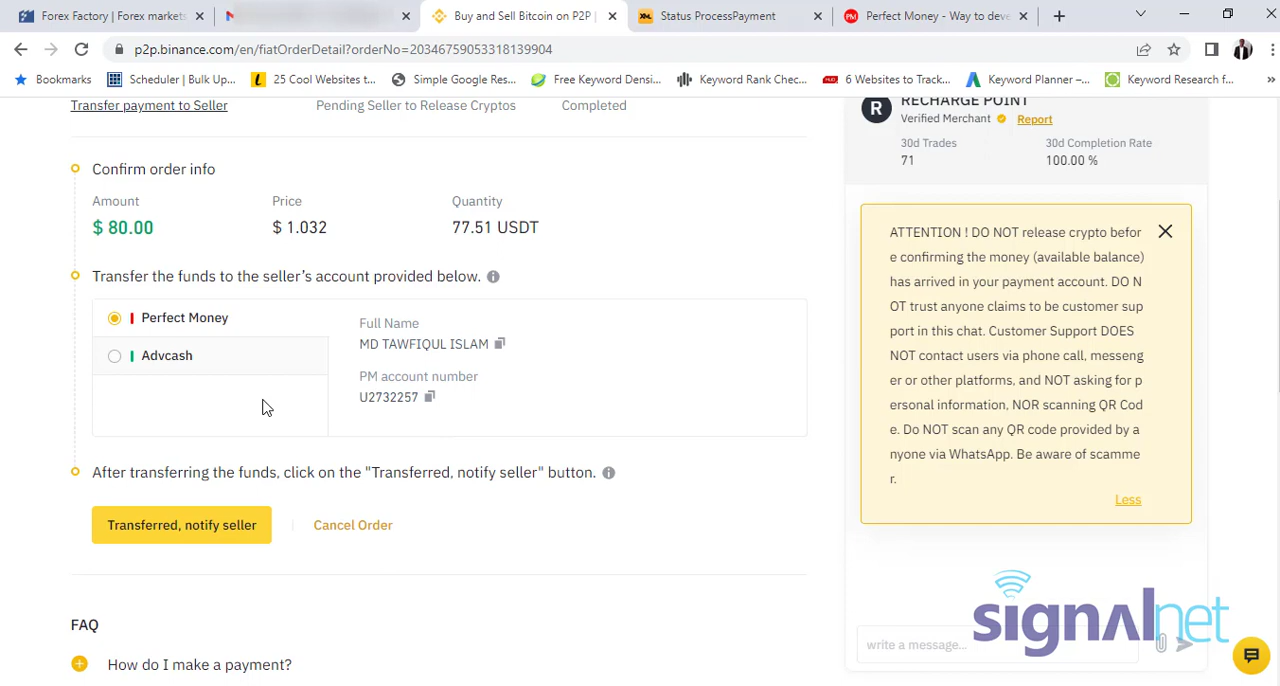 Forex Factory | Forex markets
Buy and Sell Bitcoin on P2P |
XM
Status ProcessPayment
PM
Perfect Money - Way to deve
p2p.binance.com/en/fiatOrderDetail?orderNo=20346759053318139904
Bookmarks
Scheduler | Bulk Up...
25 Cool Websites t...
Simple Google Res...
Free Keyword Densi...
Keyword Rank Chec...
6 Websites to Track...
Keyword Planner –...
Keyword Research f...
»
Transfer payment to Seller
Pending Seller to Release Cryptos
Completed
Confirm order info
Amount
Price
Quantity
$ 80.00
$ 1.032
77.51 USDT
Transfer the funds to the seller's account provided below.
Perfect Money
Advcash
Full Name
MD TAWFIQUL ISLAM
PM account number
U2732257
After transferring the funds, click on the "Transferred, notify seller" button.
Transferred, notify seller
Cancel Order
FAQ
How do I make a payment?
R
RECHARGE POINT
Verified Merchant
Report
30d Trades
30d Completion Rate
71
100.00 %
ATTENTION ! DO NOT release crypto befor
e confirming the money (available balance)
has arrived in your payment account. DO N
OT trust anyone claims to be customer sup
port in this chat. Customer Support DOES
NOT contact users via phone call, messeng
er or other platforms, and NOT asking for p
ersonal information, NOR scanning QR Cod
e. Do NOT scan any QR code provided by a
nyone via WhatsApp. Be aware of scamme
r.
Less
signalnet
write a message...